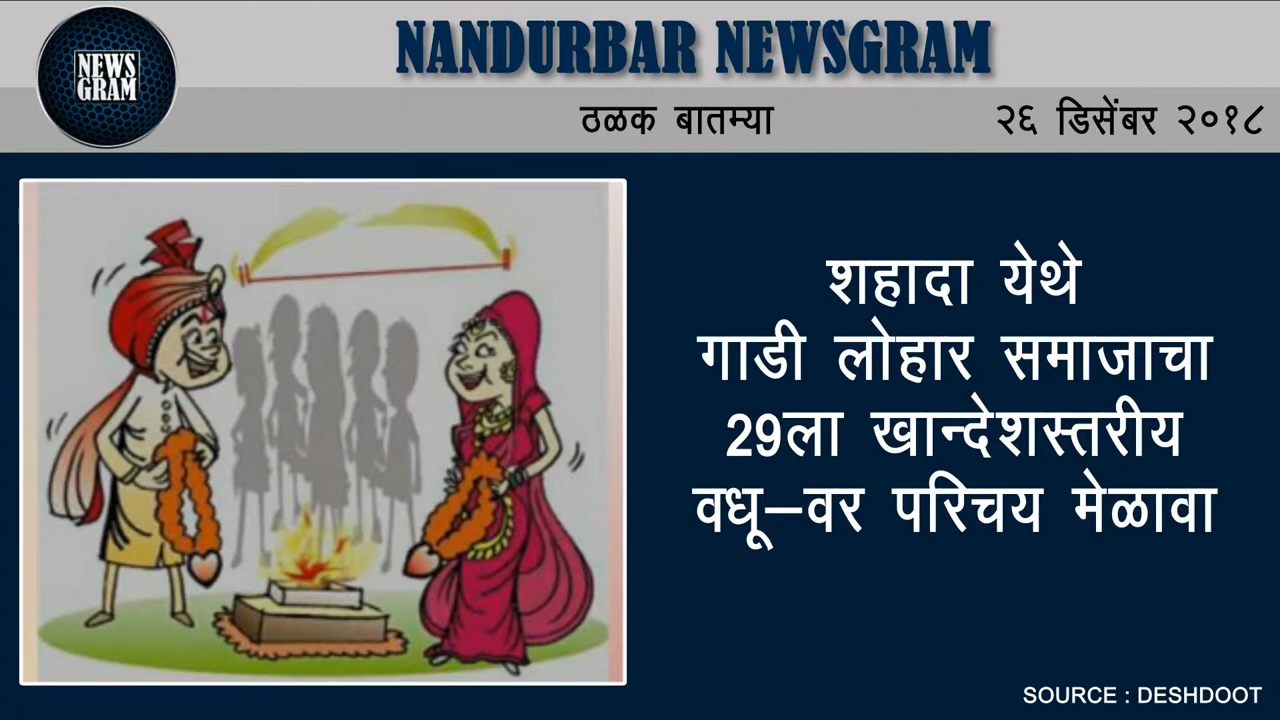 NEWS
GRAM
NANDURBAR NEWSGRAM
ठळक बातम्या
२६ डिसेंबर २०१८
शहादा येथे
गाडी लोहार समाजाचा
29ला खान्देशस्तरीय
वधू–वर परिचय मेळावा
SOURCE : DESHDOOT